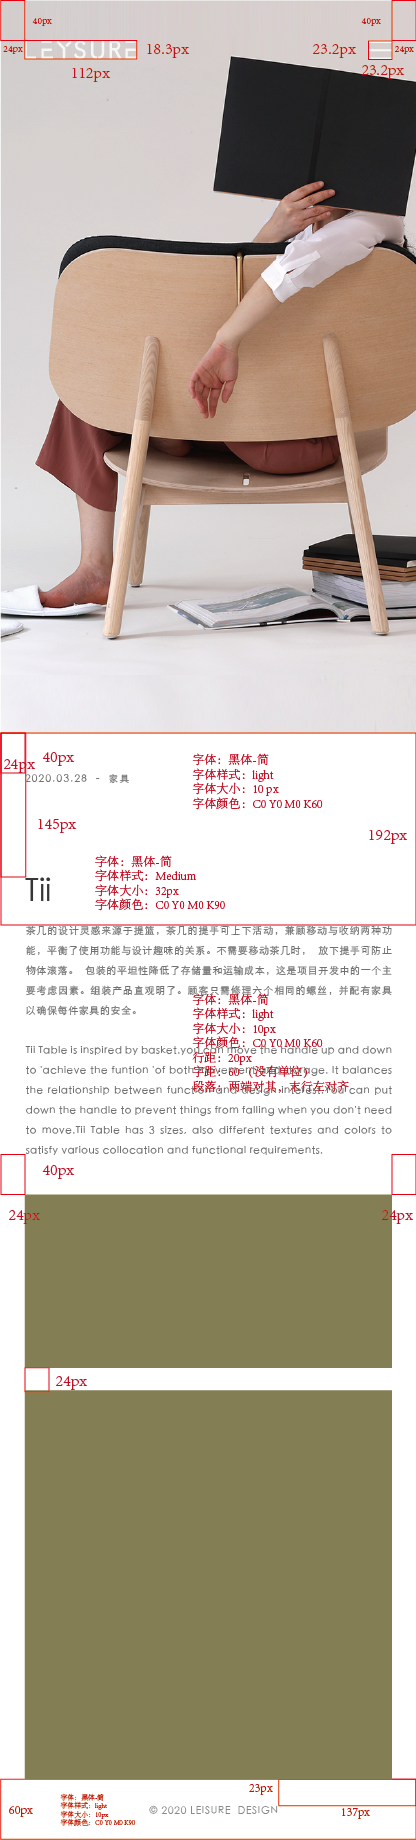 40px
40px
24px
LEYSURE
18.3px
23.2px
24px
112px
23.2px
24px
40px
2020.03.28 - 家具
字体：黑体-简
字体样式：light
字体大小：10 px
字体颜色：C0 Y0 M0 K60
145px
192px
字体：黑体-简
字体样式：Medium
字体大小：32px
字体颜色：C0 Y0 M0 K90
Tii
茶几的设计灵感来源于提篮，茶几的提手可上下活动，兼顾移动与收纳两种功
能，平衡了使用功能与设计趣味的关系。不需要移动茶几时， 放下提手可防止
物体滚落。 包装的平坦性降低了存储量和运输成本，这是项目开发中的一个主
要考虑因素。组装产品直观明了。顾客只需修理六个相同的螺丝，并配有家具
以确保每件家具的安全。
字体：黑体-简
字体样式：light
字体大小：10px
字体颜色：C0 Y0 M0 K60
行距：20px
字距：60（没有单位）
段落：两端对其，末行左对齐
Tii Table is inspired by basket,you can move the handle up and down
to 'achieve the funtion 'of both movement and storage. It balances
the relationship between function and design interest. You can put
down the handle to prevent things from falling when you don't need
to move.Tii Table has 3 sizes, also different textures and colors to
satisfy various collocation and functional requirements.
40px
24px
24px
24px
23px
60px
字体：黑体-简
字体样式：light
字体大小：10px
字体颜色：C0 Y0 M0 K90
© 2020 LEISURE DESIGN
137px